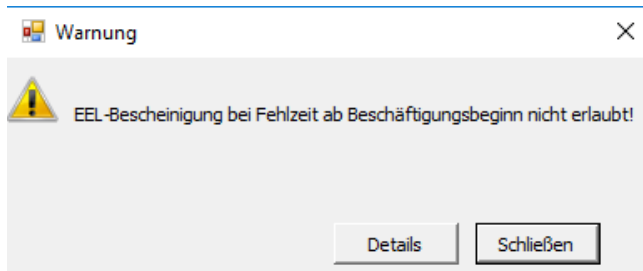 Warnung
EEL-Bescheinigung bei Fehlzeit ab Beschäftigungsbeginn nicht erlaubt!
Details
Schließen